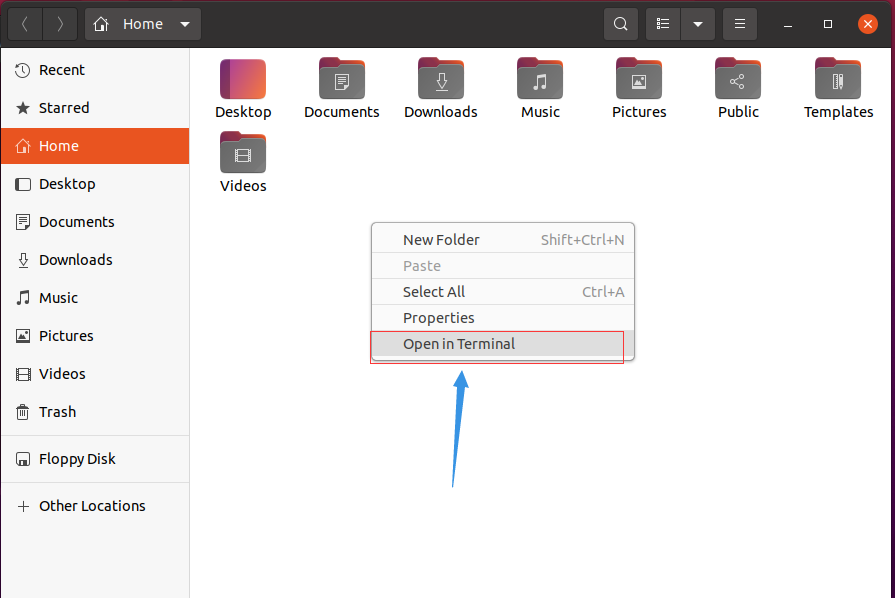 Home
Recent
Starred
Home
Desktop
Documents
Downloads
Music
Pictures
Videos
Trash
Floppy Disk
Other Locations
Desktop Documents Downloads Music Pictures Public Templates
Videos
New Folder Shift+Ctrl+N
Paste
Select All Ctrl+A
Properties
Open in Terminal